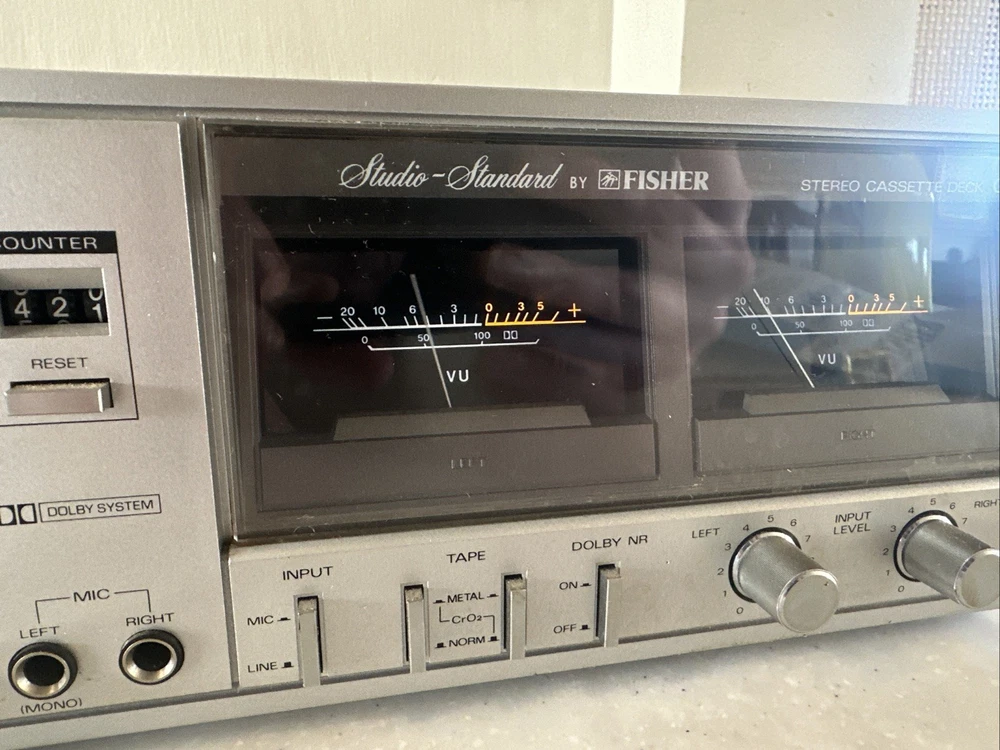 Studio-Standard BY FISHER
STEREO CASSETTE DECK
COUNTER
4 2 1
RESET
DOLBY SYSTEM
MIC
LEFT
RIGHT
(MONO)
− 20 10 6 3 0 3 5 +
0 50 100
VU
LEFT
− 20 10 6 3 0 3 5 +
0 50 100
VU
RIGHT
INPUT
MIC
LINE
TAPE
METAL
CrO2
NORM
DOLBY NR
ON
OFF
LEFT
0 1 2 3 4 5 6 7
INPUT
LEVEL
RIGHT
0 1 2 3 4 5 6 7